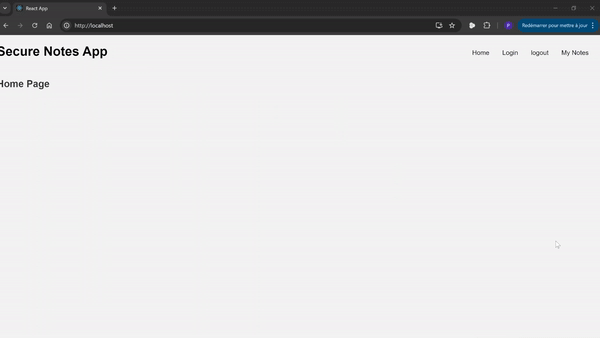 React App
http://localhost
P
Redémarrer pour mettre à jour
Secure Notes App
Home Login logout My Notes
Home Page